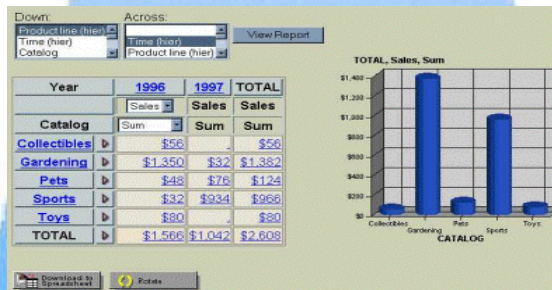 Down:
Across:
Product line (hier)
Time (hier)
Catalog
Time (hier)
Product line (hier)
View Report
Year 1996 1997 TOTAL
Sales Sales Sales
Catalog Sum Sum Sum
Collectibles $56 . $56
Gardening $1,350 $32 $1,382
Pets $48 $76 $124
Sports $32 $934 $966
Toys $80 . $80
TOTAL $1,566 $1,042 $2,608
Download to
Spreadsheet
Rotate
TOTAL, Sales, Sum
$1,400
$1,200
$1,000
$800
$600
$400
$200
$0
Collectibles Gardening Pets Sports Toys
CATALOG